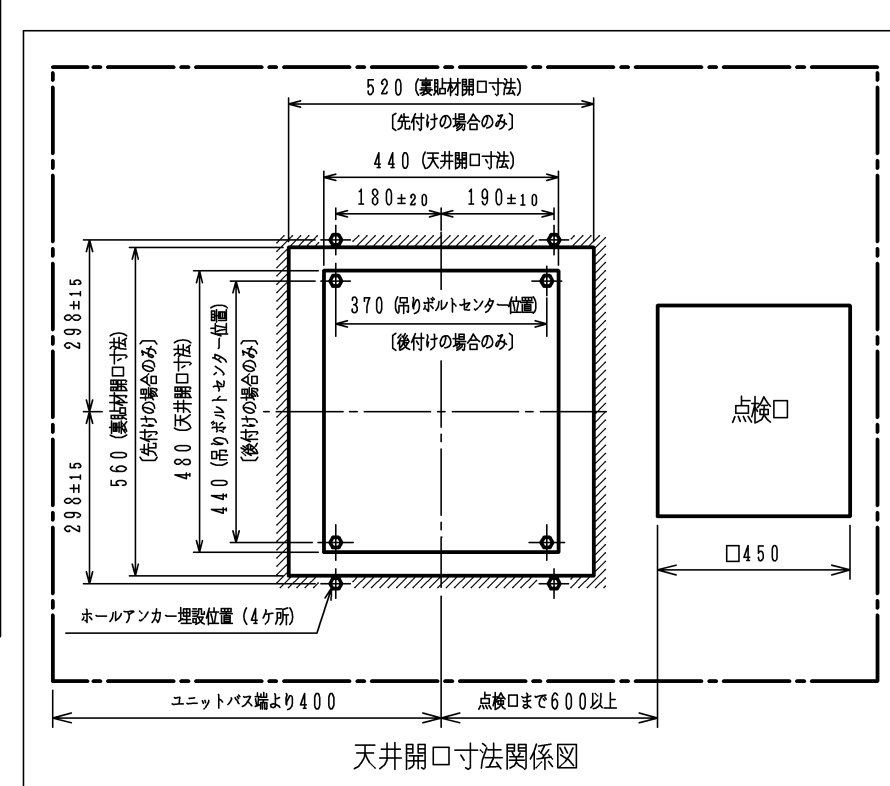 520 (裏貼材開口寸法)
〔先付けの場合のみ〕
440 (天井開口寸法)
180±20
190±10
370 (吊りボルトセンター位置)
〔後付けの場合のみ〕
298±15
298±15
560 (裏貼材開口寸法)
〔先付けの場合のみ〕
480 (天井開口寸法)
440 (吊りボルトセンター位置)
〔後付けの場合のみ〕
点検口
□450
ホールアンカー埋設位置 (4ケ所)
ユニットバス端より400
点検口まで600以上
天井開口寸法関係図